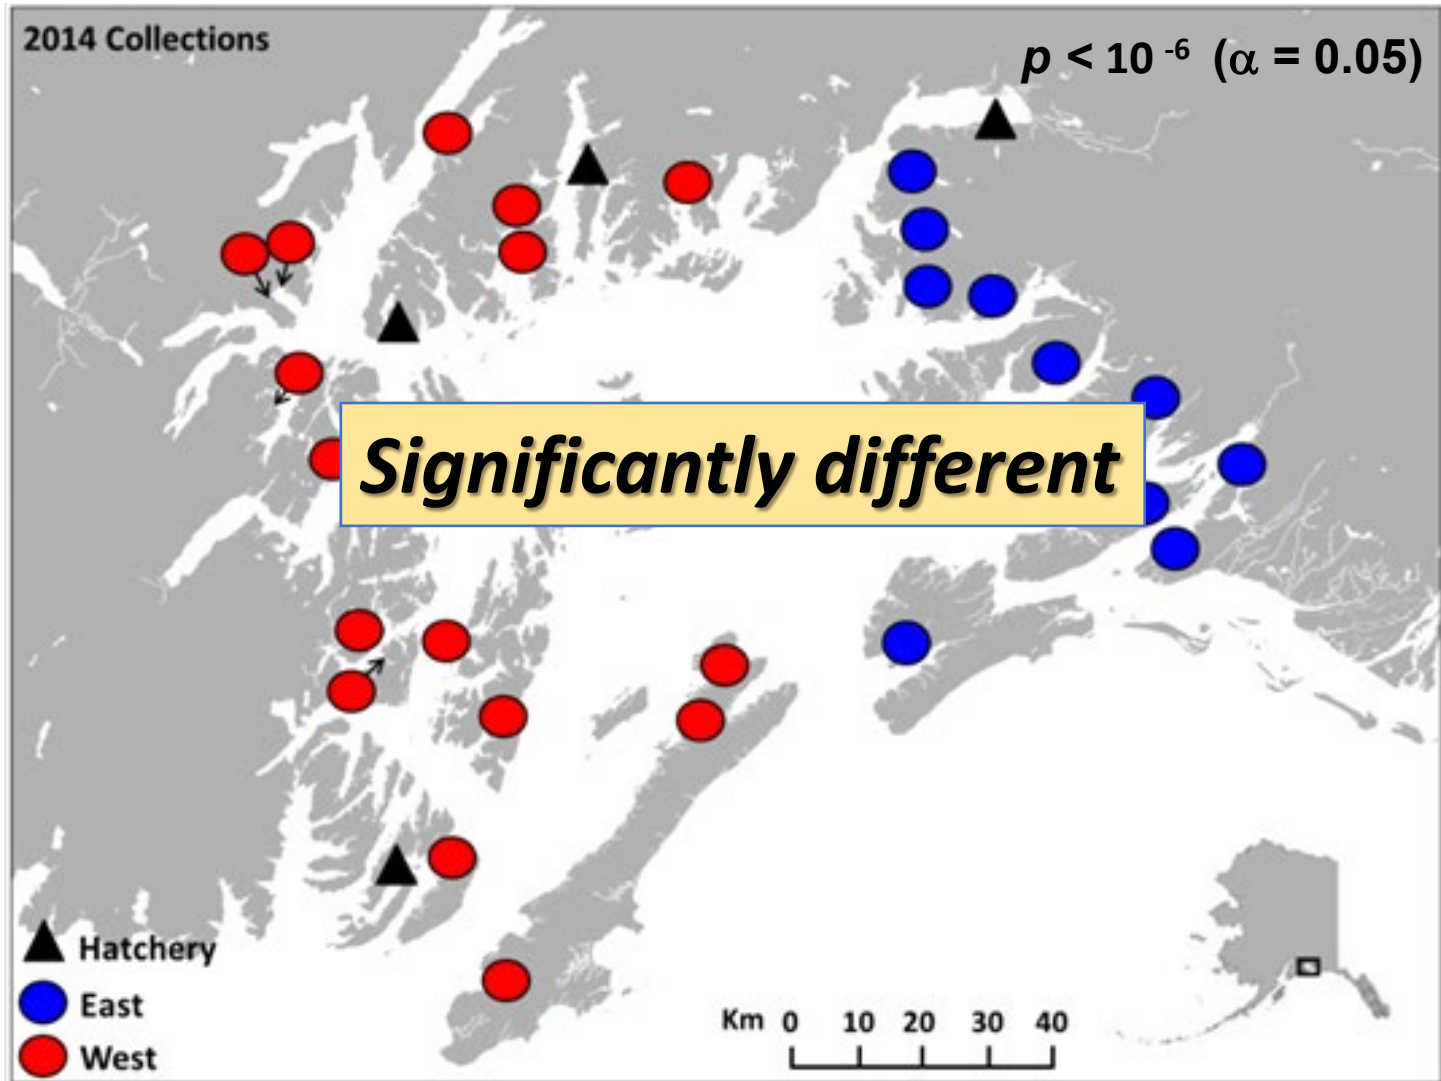 2014 Collections
p < 10 -6 (α = 0.05)
Significantly different
Hatchery
East
West
Km 0 10 20 30 40